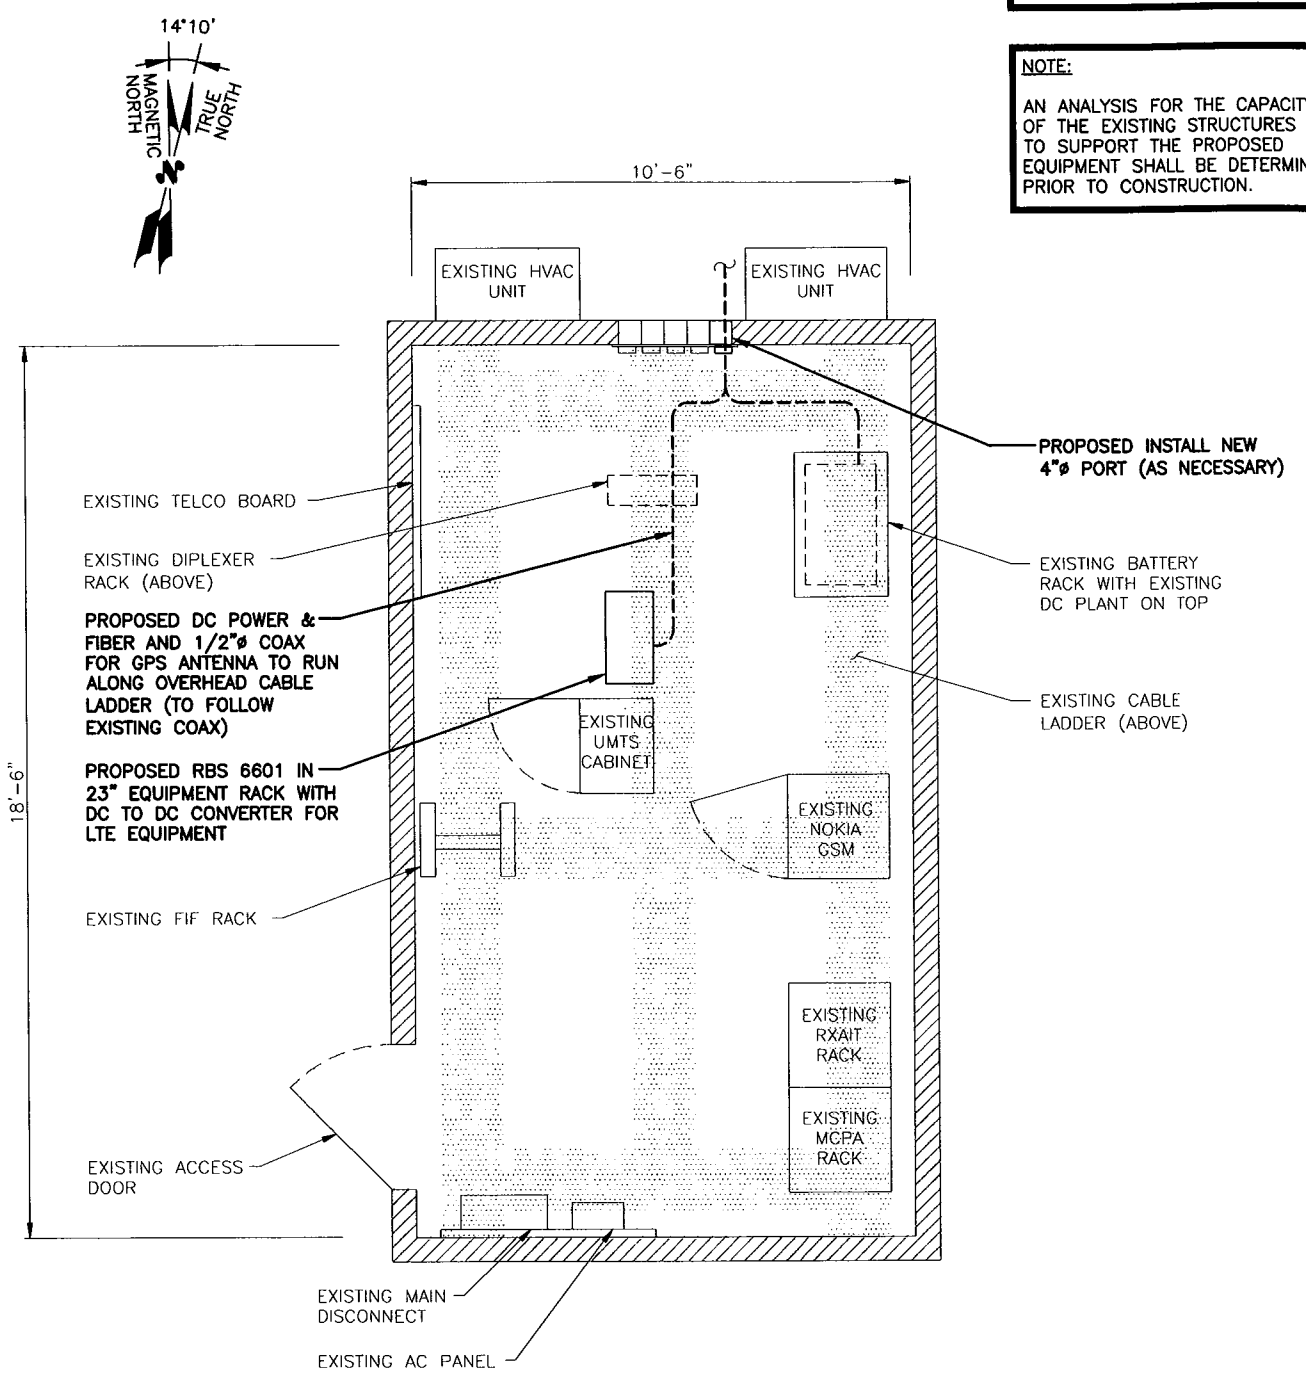 14°10'
MAGNETIC
NORTH
TRUE
NORTH
N
NOTE:
AN ANALYSIS FOR THE CAPACITY
OF THE EXISTING STRUCTURES
TO SUPPORT THE PROPOSED
EQUIPMENT SHALL BE DETERMIN
PRIOR TO CONSTRUCTION.
10'-6"
EXISTING HVAC
UNIT
EXISTING HVAC
UNIT
PROPOSED INSTALL NEW
4"ø PORT (AS NECESSARY)
EXISTING TELCO BOARD
EXISTING DIPLEXER
RACK (ABOVE)
EXISTING BATTERY
RACK WITH EXISTING
DC PLANT ON TOP
PROPOSED DC POWER &
FIBER AND 1/2"ø COAX
FOR GPS ANTENNA TO RUN
ALONG OVERHEAD CABLE
LADDER (TO FOLLOW
EXISTING COAX)
EXISTING CABLE
LADDER (ABOVE)
EXISTING
UMTS
CABINET
PROPOSED RBS 6601 IN
23" EQUIPMENT RACK WITH
DC TO DC CONVERTER FOR
LTE EQUIPMENT
18'-6"
EXISTING
NOKIA
GSM
EXISTING FIF RACK
EXISTING
RXAIT
RACK
EXISTING
MCPA
RACK
EXISTING ACCESS
DOOR
EXISTING MAIN
DISCONNECT
EXISTING AC PANEL